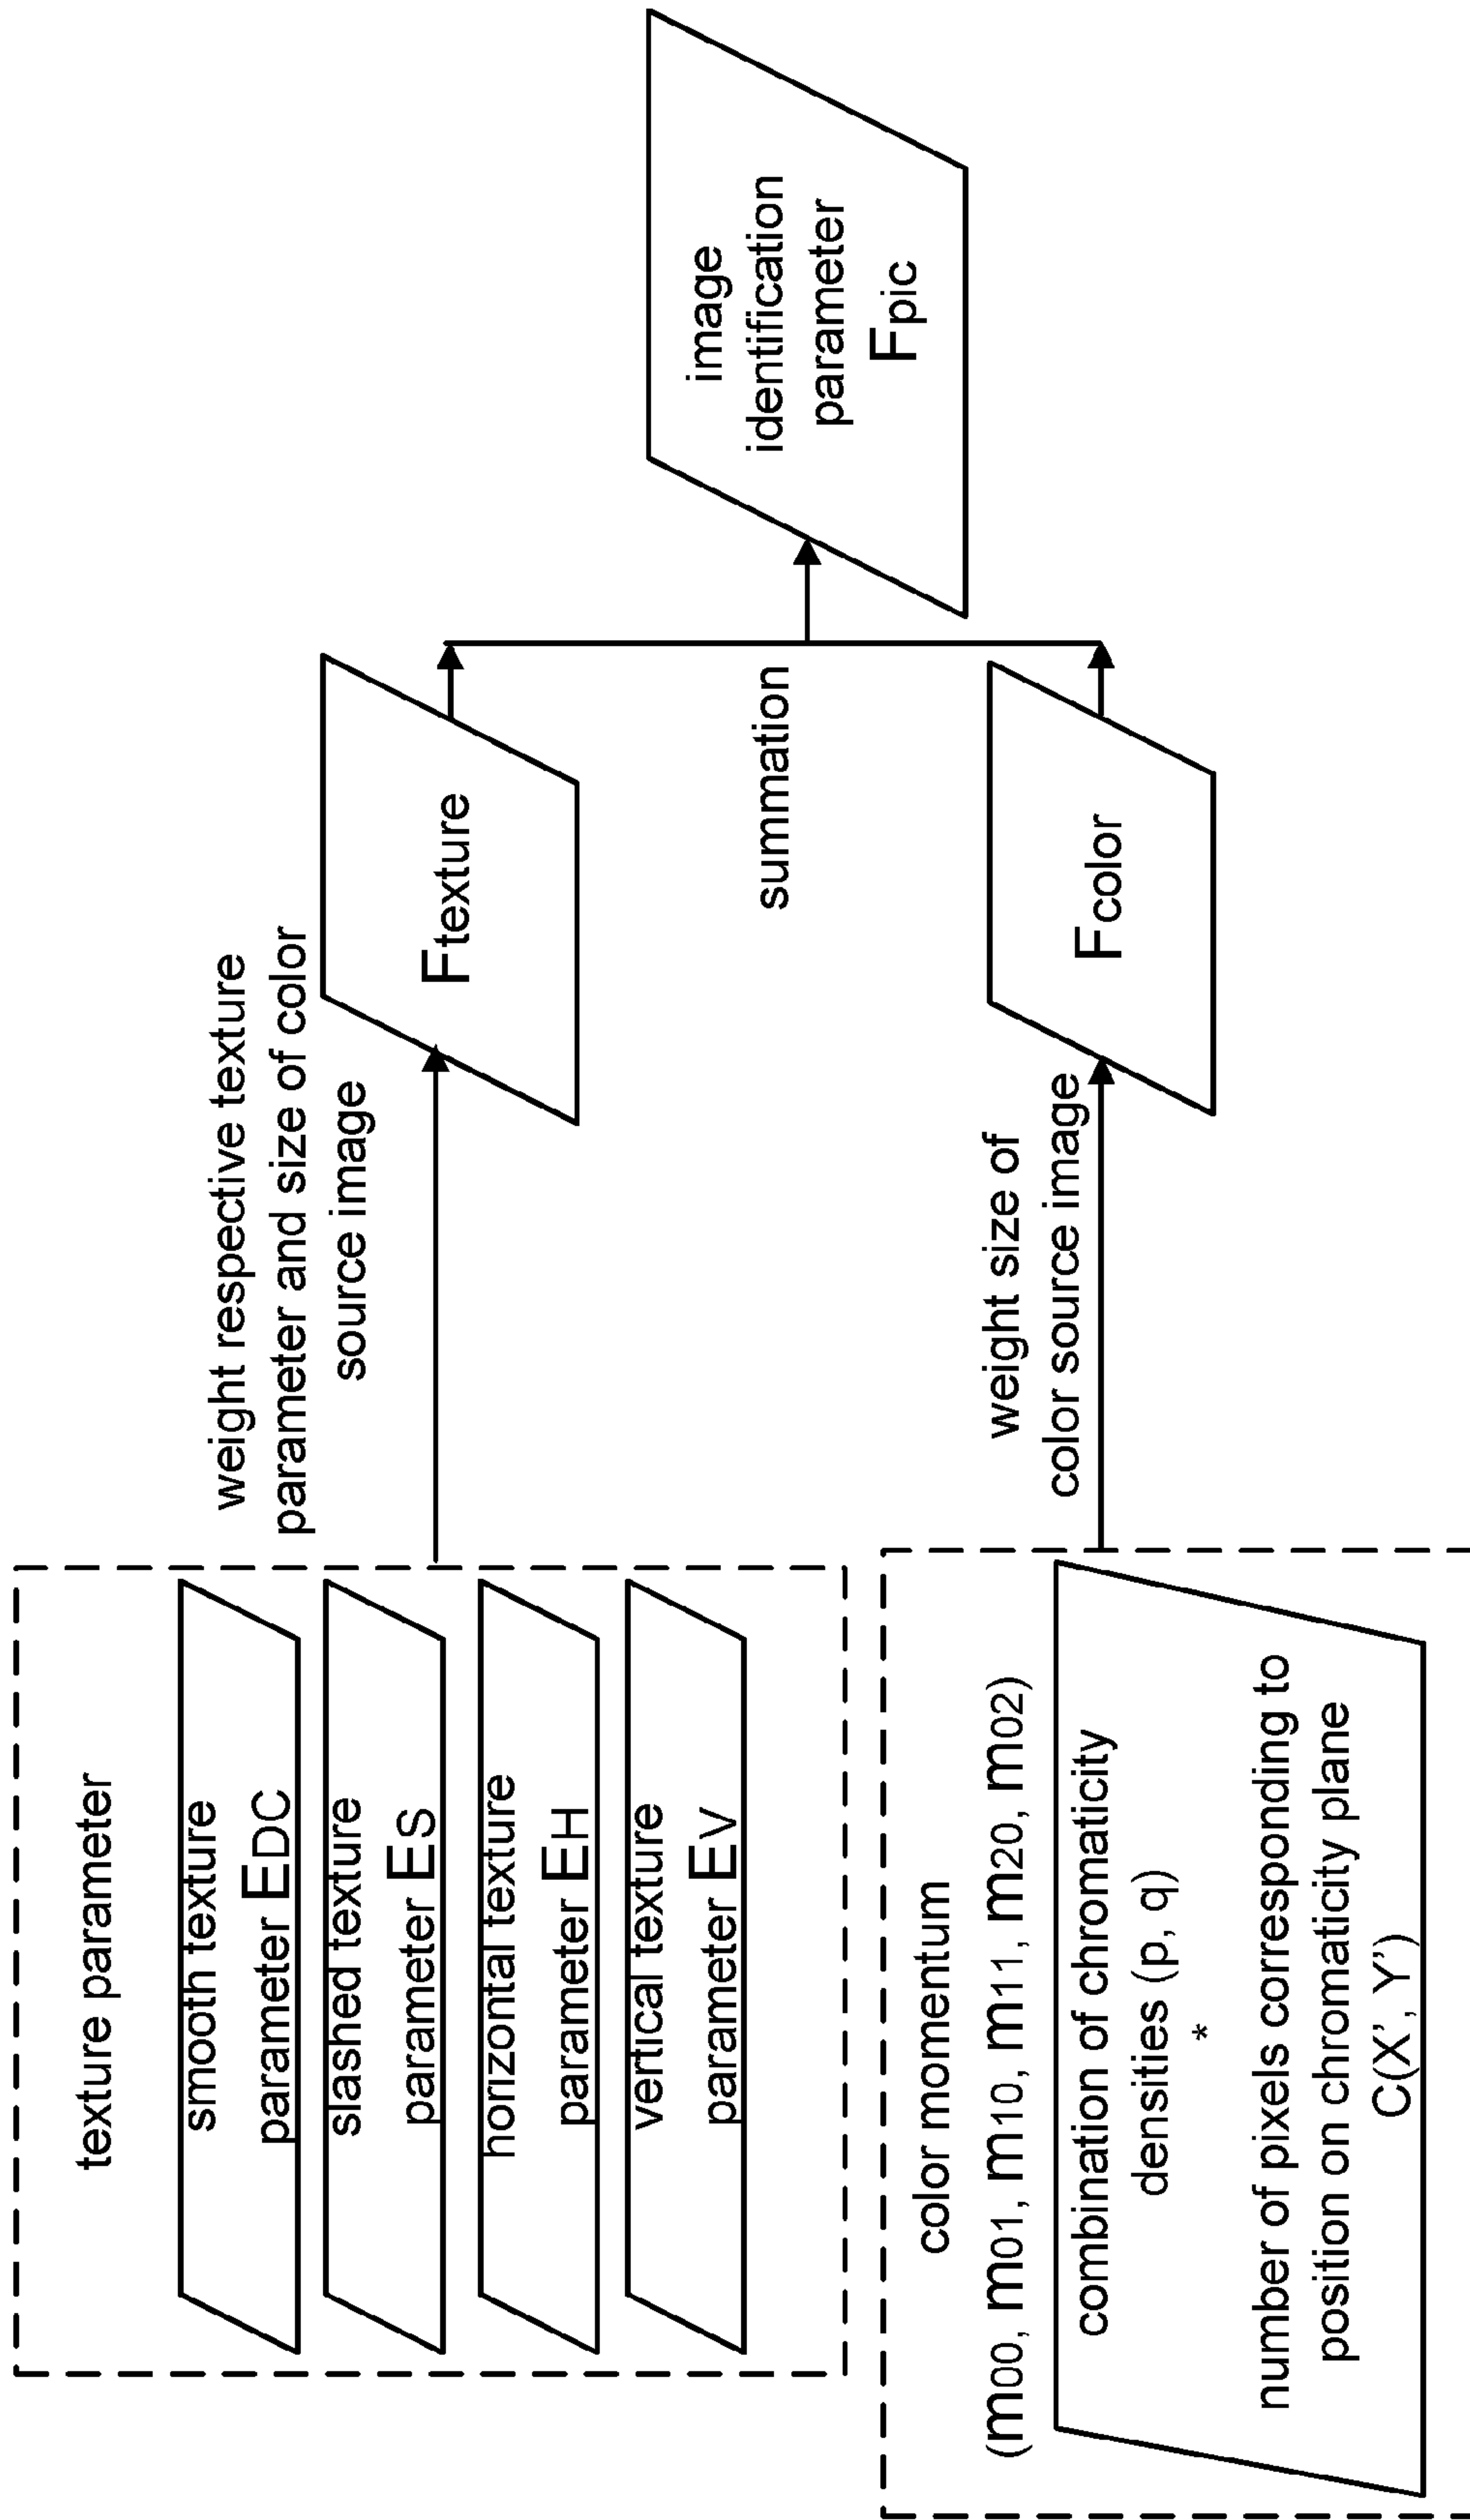 texture parameter
smooth texture
parameter EDC
slashed texture
parameter ES
horizontal texture
parameter EH
vertical texture
parameter EV
weight respective texture
parameter and size of color
source image
Ftexture
color momentum
(m00, m01, m10, m11, m20, m02)
combination of chromaticity
densities (p, q)
*
number of pixels corresponding to
position on chromaticity plane
C(X', Y')
weight size of
color source image
Fcolor
summation
image
identification
parameter
Fpic